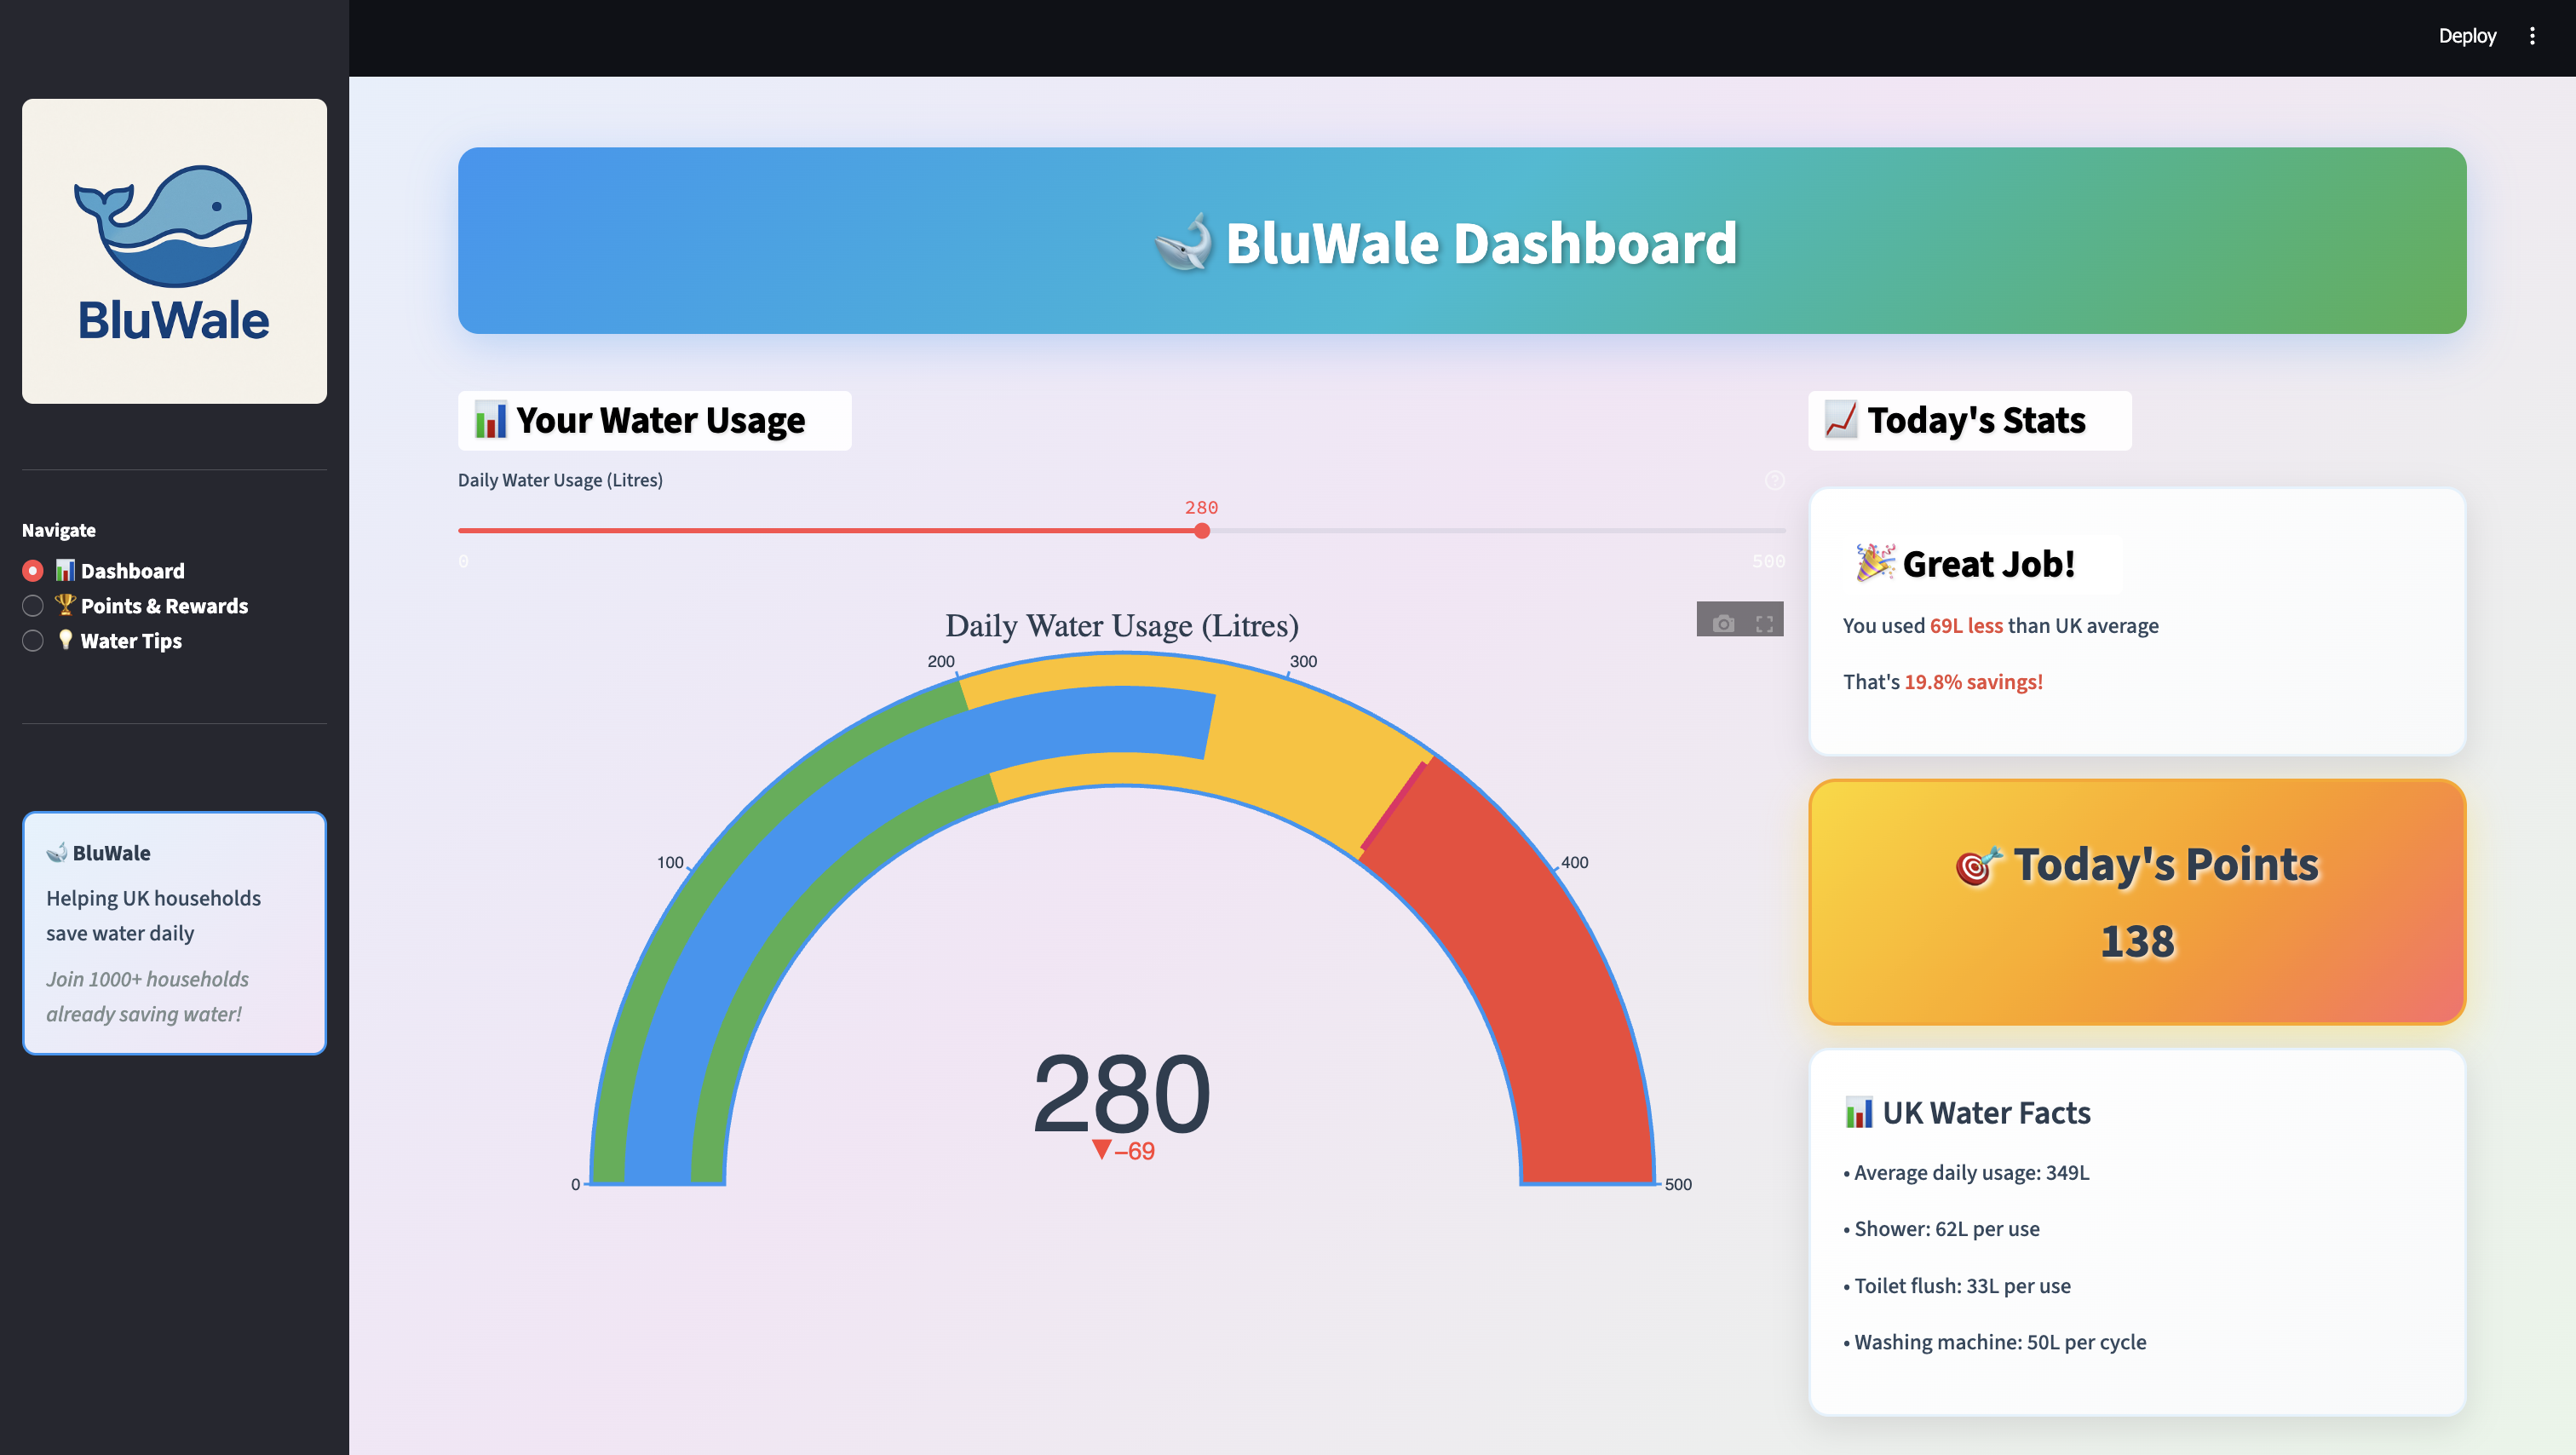 Deploy
BluWale
Navigate
Dashboard
Points & Rewards
Water Tips
BluWale
Helping UK households
save water daily
Join 1000+ households
already saving water!
BluWale Dashboard
Your Water Usage
Daily Water Usage (Litres)
280
0
500
Daily Water Usage (Litres)
0
100
200
300
400
500
280
▼−69
Today's Stats
Great Job!
You used 69L less than UK average
That's 19.8% savings!
Today's Points
138
UK Water Facts
• Average daily usage: 349L
• Shower: 62L per use
• Toilet flush: 33L per use
• Washing machine: 50L per cycle